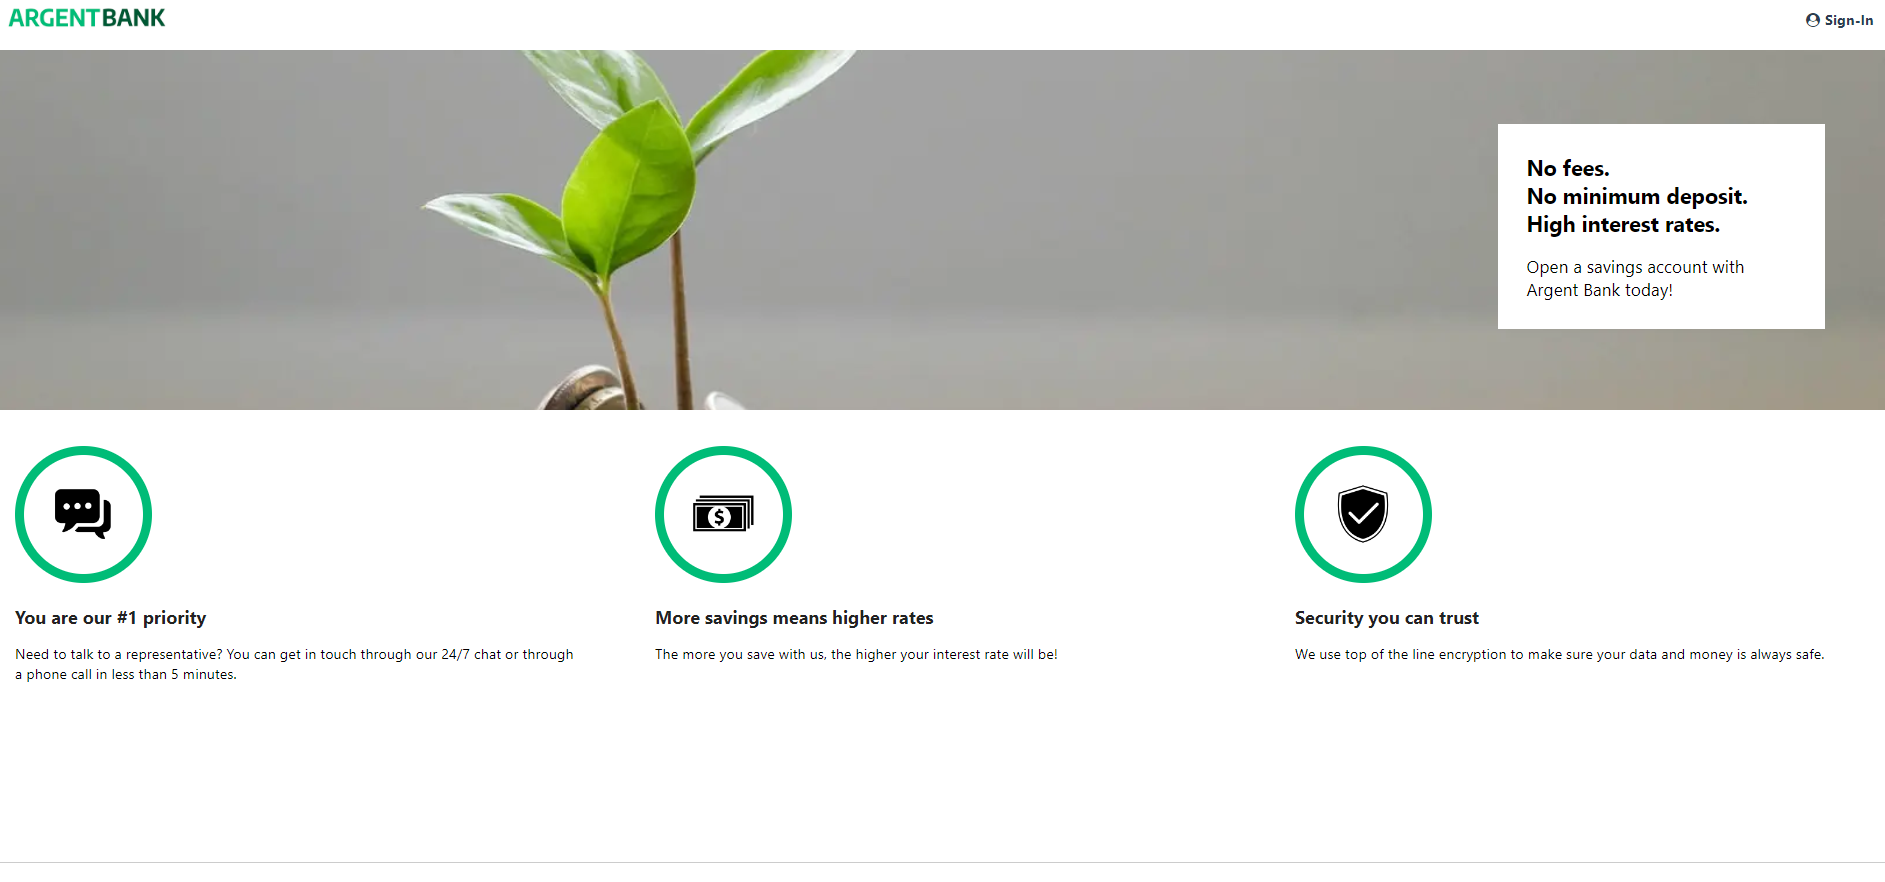 ARGENTBANK
Sign-In
No fees.
No minimum deposit.
High interest rates.
Open a savings account with
Argent Bank today!
You are our #1 priority
Need to talk to a representative? You can get in touch through our 24/7 chat or through
a phone call in less than 5 minutes.
More savings means higher rates
The more you save with us, the higher your interest rate will be!
Security you can trust
We use top of the line encryption to make sure your data and money is always safe.